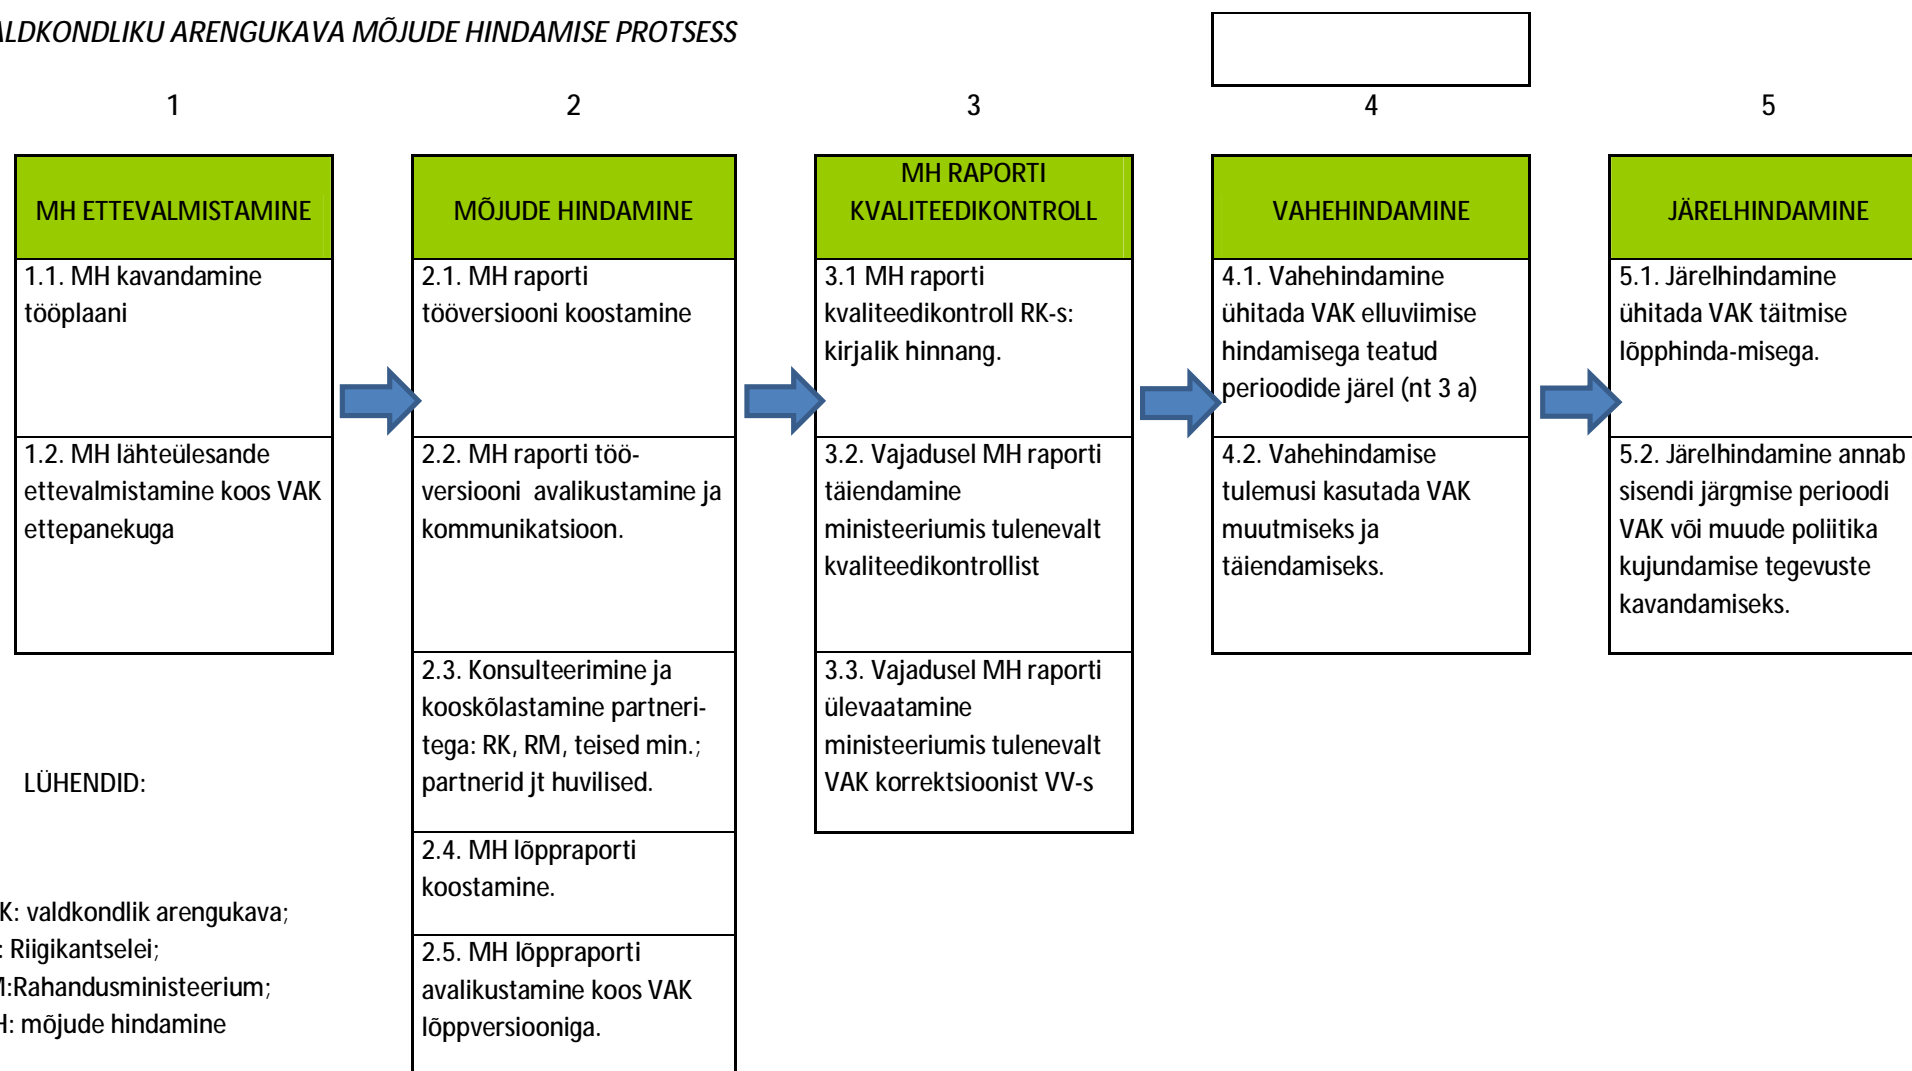 ALDKONDLIKU ARENGUKAVA MÕJUDE HINDAMISE PROTSESS
1
2
3
4
5
MH ETTEVALMISTAMINE
1.1. MH kavandamine
tööplaani
1.2. MH lähteülesande
ettevalmistamine koos VAK
ettepanekuga
MÕJUDE HINDAMINE
2.1. MH raporti
tööversiooni koostamine
2.2. MH raporti töö-
versiooni avalikustamine ja
kommunikatsioon.
2.3. Konsulteerimine ja
kooskõlastamine partneri-
tega: RK, RM, teised min.;
partnerid jt huvilised.
2.4. MH lõppraporti
koostamine.
2.5. MH lõppraporti
avalikustamine koos VAK
lõppversiooniga.
MH RAPORTI
KVALITEEDIKONTROLL
3.1 MH raporti
kvaliteedikontroll RK-s:
kirjalik hinnang.
3.2. Vajadusel MH raporti
täiendamine
ministeeriumis tulenevalt
kvaliteedikontrollist
3.3. Vajadusel MH raporti
ülevaatamine
ministeeriumis tulenevalt
VAK korrektsioonist VV-s
VAHEHINDAMINE
4.1. Vahehindamine
ühitada VAK elluviimise
hindamisega teatud
perioodide järel (nt 3 a)
4.2. Vahehindamise
tulemusi kasutada VAK
muutmiseks ja
täiendamiseks.
JÄRELHINDAMINE
5.1. Järelhindamine
ühitada VAK täitmise
lõpphinda-misega.
5.2. Järelhindamine annab
sisendi järgmise perioodi
VAK või muude poliitika
kujundamise tegevuste
kavandamiseks.
LÜHENDID:
K: valdkondlik arengukava;
: Riigikantselei;
M:Rahandusministeerium;
H: mõjude hindamine